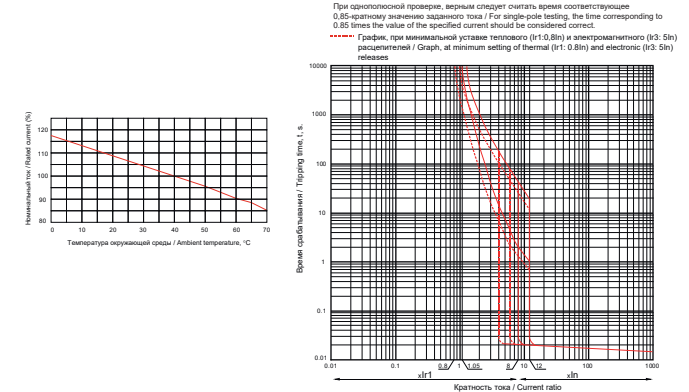 При однополюсной проверке, верным следует считать время соответствующее
0,85-кратному значению заданного тока / For single-pole testing, the time corresponding to
0.85 times the value of the specified current should be considered correct.
График, при минимальной уставке теплового (Ir1:0,8In) и электромагнитного (Ir3: 5In)
расцепителей / Graph, at minimum setting of thermal (Ir1: 0.8In) and electronic (Ir3: 5In)
releases
Номинальный ток / Rated current (%)
120
110
100
90
80
0 10 20 30 40 50 60 70
Температура окружающей среды / Ambient temperature, °C
Время срабатывания / Tripping time, t, s.
10000
1000
100
10
1
0.1
0.01
0.01 0.1 0.8 1 1.05 8 10 12 100 1000
xIr1 xIn
Кратность тока / Current ratio